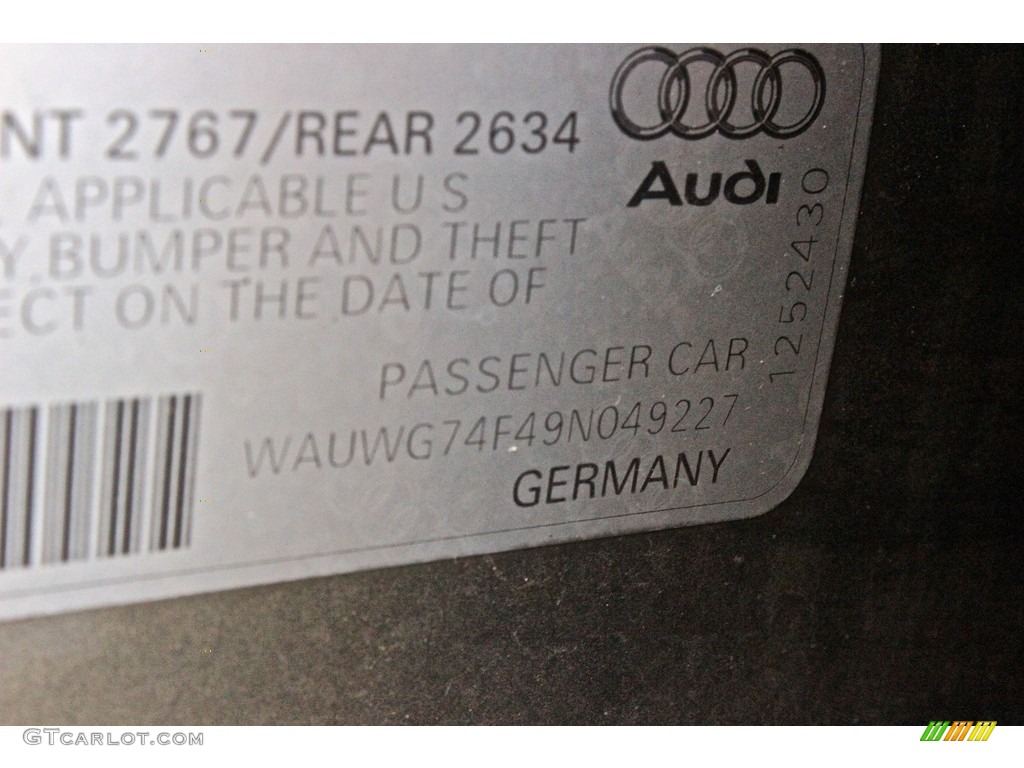 NT 2767/REAR 2634
APPLICABLE U S
Y, BUMPER AND THEFT
ECT ON THE DATE OF
Audi
1252430
PASSENGER CAR
WAUWG74F49N049227
GERMANY
GTCARLOT.COM